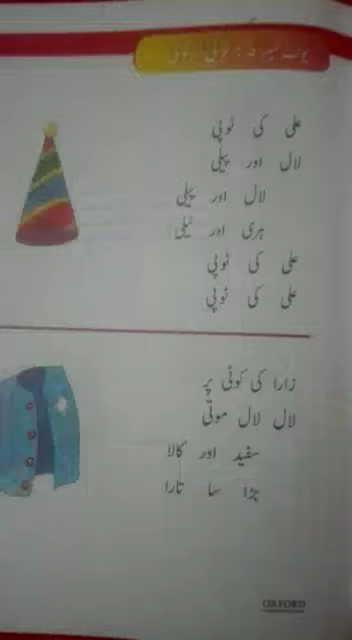 علی کی ٹوپی
لال اور پیلی
لال اور پیلی
ہری اور نیلی
علی کی ٹوپی
علی کی ٹوپی
زارا کی کوٹی پر
لال لال موتی
سفید اور کالا
بڑا سا تارا
OXFORD